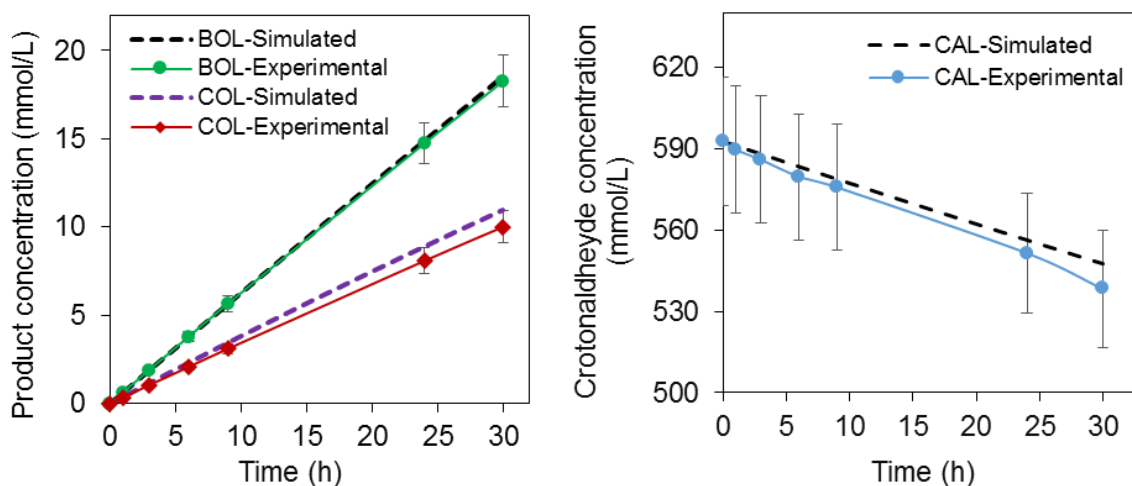 Product concentration (mmol/L)
20
15
10
5
0
BOL-Simulated
BOL-Experimental
COL-Simulated
COL-Experimental
0 5 10 15 20 25 30
Time (h)
Crotonaldheyde concentration
(mmol/L)
620
590
560
530
500
CAL-Simulated
CAL-Experimental
0 5 10 15 20 25 30
Time (h)